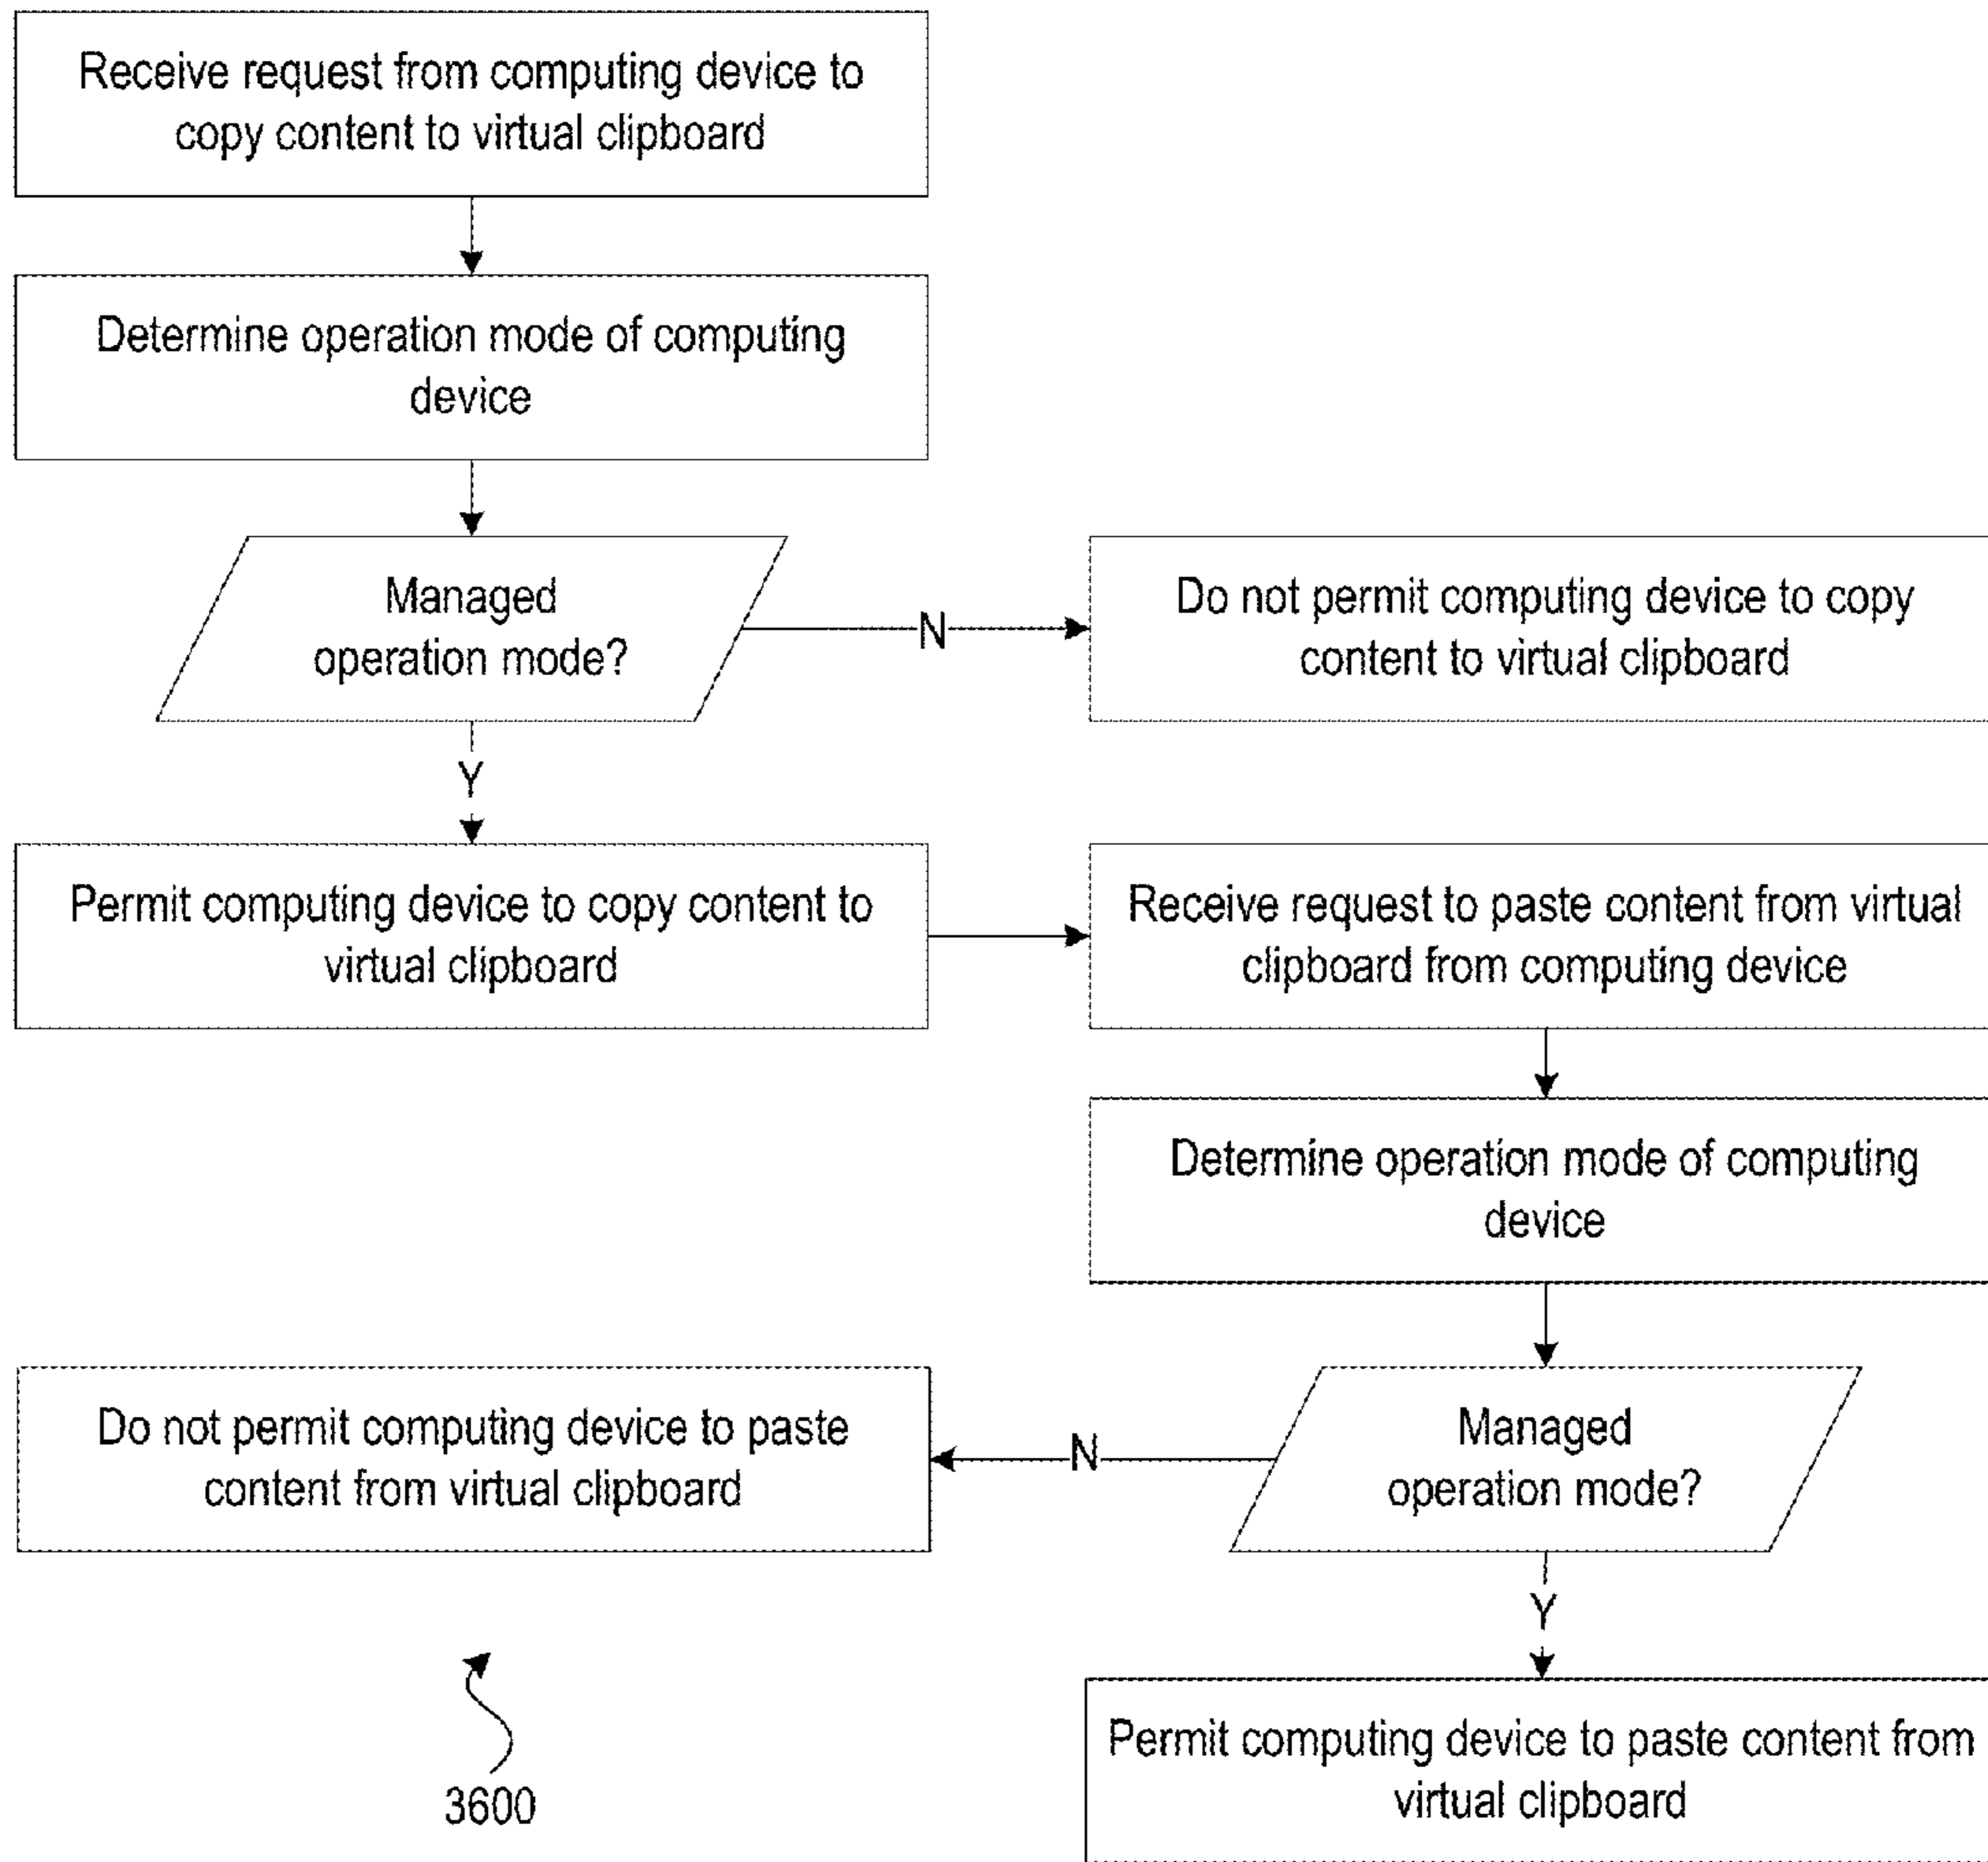 Receive request from computing device to
copy content to virtual clipboard
Determine operation mode of computing
device
Managed
operation mode?
N
Do not permit computing device to copy
content to virtual clipboard
Y
Permit computing device to copy content to
virtual clipboard
Receive request to paste content from virtual
clipboard from computing device
Determine operation mode of computing
device
Managed
operation mode?
N
Do not permit computing device to paste
content from virtual clipboard
Y
Permit computing device to paste content from
virtual clipboard
3600